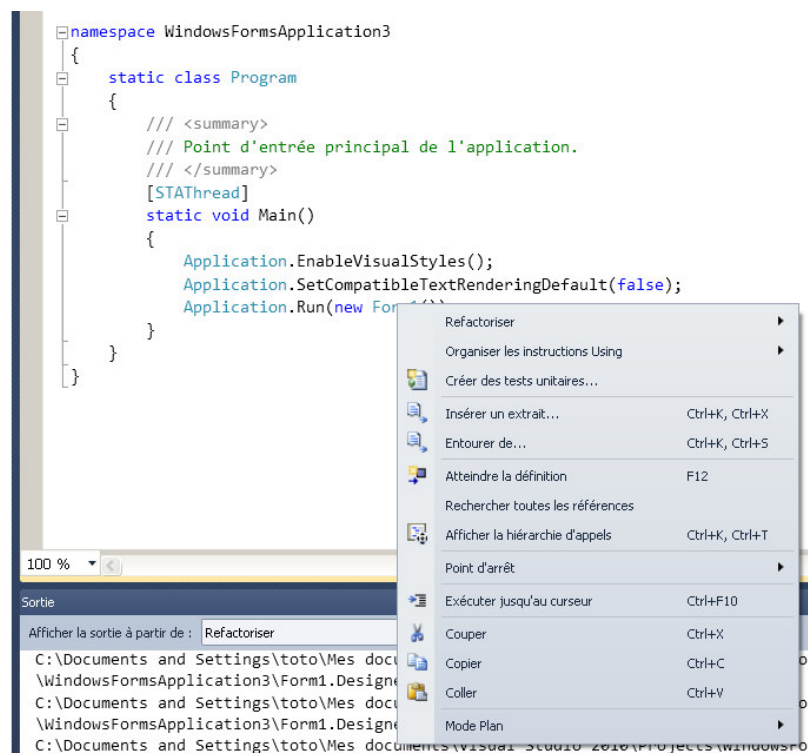 namespace WindowsFormsApplication3
{
static class Program
{
/// <summary>
/// Point d'entrée principal de l'application.
/// </summary>
[STAThread]
static void Main()
{
Application.EnableVisualStyles();
Application.SetCompatibleTextRenderingDefault(false);
Application.Run(new Form1())
}
}
}
Refactoriser
Organiser les instructions Using
Créer des tests unitaires...
Insérer un extrait... Ctrl+K, Ctrl+X
Entourer de... Ctrl+K, Ctrl+S
Atteindre la définition F12
Rechercher toutes les références
Afficher la hiérarchie d'appels Ctrl+K, Ctrl+T
Point d'arrêt
Exécuter jusqu'au curseur Ctrl+F10
Couper Ctrl+X
Copier Ctrl+C
Coller Ctrl+V
Mode Plan
100 %
Sortie
Afficher la sortie à partir de : Refactoriser
C:\Documents and Settings\toto\Mes docu
\WindowsFormsApplication3\Form1.Designe
C:\Documents and Settings\toto\Mes docu
\WindowsFormsApplication3\Form1.Designe
C:\Documents and Settings\toto\Mes documents\Visual Studio 2010\Projects\Windows